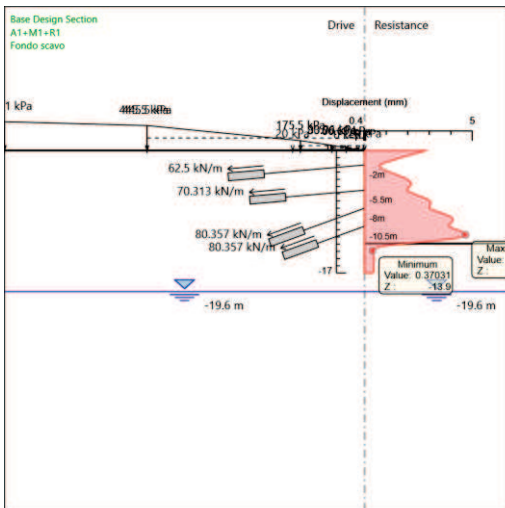 Base Design Section
A1+M1+R1
Fondo scavo
Drive
Resistance
1 kPa
175.5 kPa
20 kPa
Displacement (mm)
0.4
5
62.5 kN/m
70.313 kN/m
80.357 kN/m
80.357 kN/m
-2m
-5.5m
-8m
-10.5m
-17
Max
Value:
Z :
Minimum
Value: 0.37031
Z :
-13.9
-19.6 m
-19.6 m